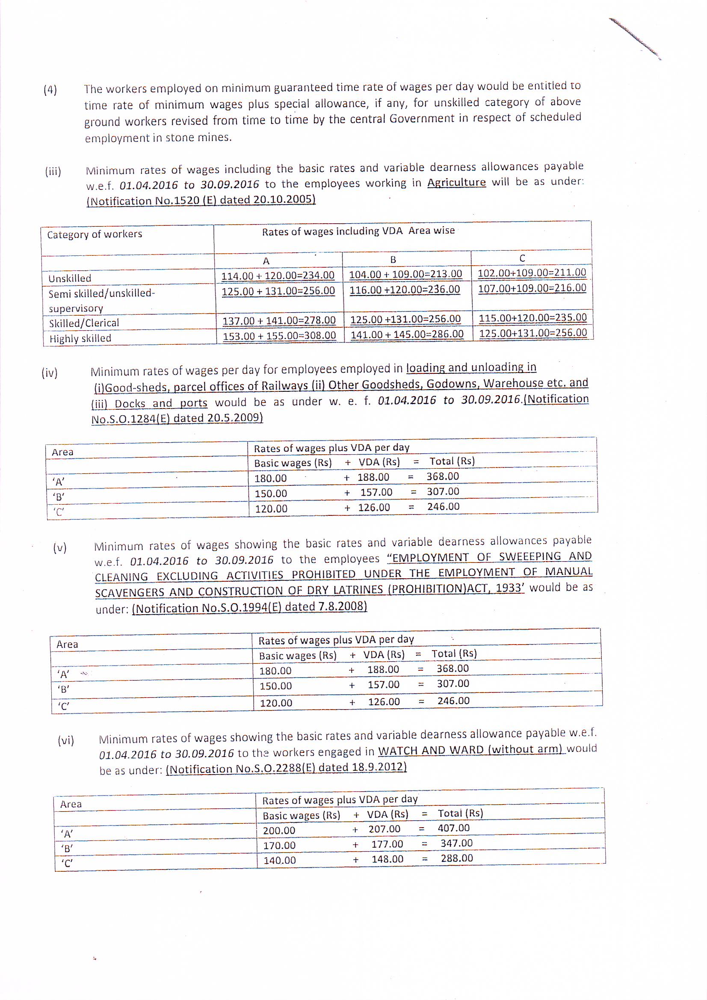 (4) The workers employed on minimum guaranteed time rate of wages per day would be entitled to
time rate of minimum wages plus special allowance, if any, for unskilled category of above
ground workers revised from time to time by the central Government in respect of scheduled
employment in stone mines.
(iii) Minimum rates of wages including the basic rates and variable dearness allowances payable
w.e.f. 01.04.2016 to 30.09.2016 to the employees working in Agriculture will be as under:
(Notification No.1520 (E) dated 20.10.2005)
Category of workers Rates of wages including VDA Area wise
A B C
Unskilled 114.00 + 120.00=234.00 104.00 + 109.00=213.00 102.00+109.00=211.00
Semi skilled/unskilled- 125.00 + 131.00=256.00 116.00 +120.00=236.00 107.00+109.00=216.00
supervisory
Skilled/Clerical 137.00 + 141.00=278.00 125.00 +131.00=256.00 115.00+120.00=235.00
Highly skilled 153.00 + 155.00=308.00 141.00 + 145.00=286.00 125.00+131.00=256.00
(iv) Minimum rates of wages per day for employees employed in loading and unloading in
(i)Good-sheds, parcel offices of Railways (ii) Other Goodsheds, Godowns, Warehouse etc. and
(iii) Docks and ports would be as under w. e. f. 01.04.2016 to 30.09.2016.(Notification
No.S.O.1284(E) dated 20.5.2009)
Area Rates of wages plus VDA per day
Basic wages (Rs) + VDA (Rs) = Total (Rs)
'A' 180.00 + 188.00 = 368.00
'B' 150.00 + 157.00 = 307.00
'C' 120.00 + 126.00 = 246.00
(v) Minimum rates of wages showing the basic rates and variable dearness allowances payable
w.e.f. 01.04.2016 to 30.09.2016 to the employees "EMPLOYMENT OF SWEEEPING AND
CLEANING EXCLUDING ACTIVITIES PROHIBITED UNDER THE EMPLOYMENT OF MANUAL
SCAVENGERS AND CONSTRUCTION OF DRY LATRINES (PROHIBITION)ACT, 1933' would be as
under: (Notification No.S.O.1994(E) dated 7.8.2008)
Area Rates of wages plus VDA per day
Basic wages (Rs) + VDA (Rs) = Total (Rs)
'A' 180.00 + 188.00 = 368.00
'B' 150.00 + 157.00 = 307.00
'C' 120.00 + 126.00 = 246.00
(vi) Minimum rates of wages showing the basic rates and variable dearness allowance payable w.e.f.
01.04.2016 to 30.09.2016 to the workers engaged in WATCH AND WARD (without arm) would
be as under: (Notification No.S.O.2288(E) dated 18.9.2012)
Area Rates of wages plus VDA per day
Basic wages (Rs) + VDA (Rs) = Total (Rs)
'A' 200.00 + 207.00 = 407.00
'B' 170.00 + 177.00 = 347.00
'C' 140.00 + 148.00 = 288.00